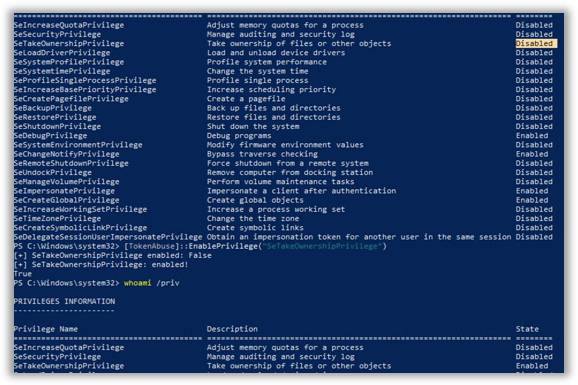 ======================================== ================================================================== ========
SeIncreaseQuotaPrivilege Adjust memory quotas for a process Disabled
SeSecurityPrivilege Manage auditing and security log Disabled
SeTakeOwnershipPrivilege Take ownership of files or other objects Disabled
SeLoadDriverPrivilege Load and unload device drivers Disabled
SeSystemProfilePrivilege Profile system performance Disabled
SeSystemtimePrivilege Change the system time Disabled
SeProfileSingleProcessPrivilege Profile single process Disabled
SeIncreaseBasePriorityPrivilege Increase scheduling priority Disabled
SeCreatePagefilePrivilege Create a pagefile Disabled
SeBackupPrivilege Back up files and directories Disabled
SeRestorePrivilege Restore files and directories Disabled
SeShutdownPrivilege Shut down the system Disabled
SeDebugPrivilege Debug programs Enabled
SeSystemEnvironmentPrivilege Modify firmware environment values Disabled
SeChangeNotifyPrivilege Bypass traverse checking Enabled
SeRemoteShutdownPrivilege Force shutdown from a remote system Disabled
SeUndockPrivilege Remove computer from docking station Disabled
SeManageVolumePrivilege Perform volume maintenance tasks Disabled
SeImpersonatePrivilege Impersonate a client after authentication Enabled
SeCreateGlobalPrivilege Create global objects Enabled
SeIncreaseWorkingSetPrivilege Increase a process working set Disabled
SeTimeZonePrivilege Change the time zone Disabled
SeCreateSymbolicLinkPrivilege Create symbolic links Disabled
SeDelegateSessionUserImpersonatePrivilege Obtain an impersonation token for another user in the same session Disabled
PS C:\Windows\system32> [TokenAbuse]::EnablePrivilege("SeTakeOwnershipPrivilege")
[+] SeTakeOwnershipPrivilege enabled: False
[+] SeTakeOwnershipPrivilege: enabled!
True
PS C:\Windows\system32> whoami /priv
PRIVILEGES INFORMATION
----------------------
Privilege Name Description State
======================================== ================================================================== ========
SeIncreaseQuotaPrivilege Adjust memory quotas for a process Disabled
SeSecurityPrivilege Manage auditing and security log Disabled
SeTakeOwnershipPrivilege Take ownership of files or other objects Enabled